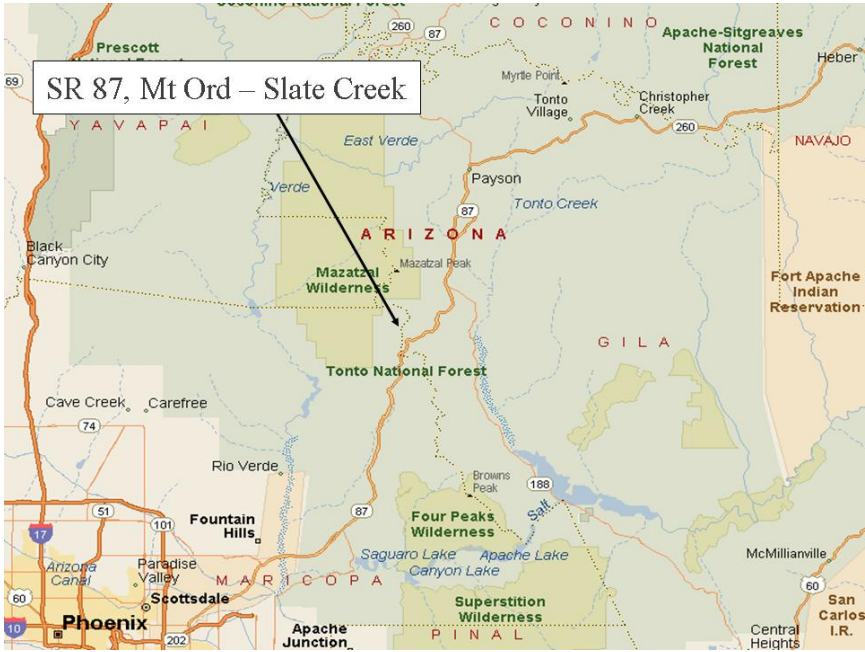 Coconino National Forest
COCONINO
260
87
Prescott
National Forest
Apache-Sitgreaves
National
Forest
Heber
69
SR 87, Mt Ord – Slate Creek
Myrtle Point
Tonto
Village
Christopher
Creek
260
YAVAPAI
East Verde
NAVAJO
Payson
Verde
87
Tonto Creek
ARIZONA
Black
Canyon City
Mazatzal Peak
Mazatzal
Wilderness
Fort Apache
Indian
Reservation
GILA
Tonto National Forest
Cave Creek
Carefree
74
Rio Verde
Browns
Peak
188
Salt
51
101
87
Fountain
Hills
Four Peaks
Wilderness
17
Saguaro Lake
Apache Lake
McMillanville
Arizona
Canal
Paradise
Valley
Canyon Lake
MARICOPA
60
60
Scottsdale
Superstition
Wilderness
San
Carlos
I.R.
10
Phoenix
202
Apache
Junction
PINAL
Central
Heights